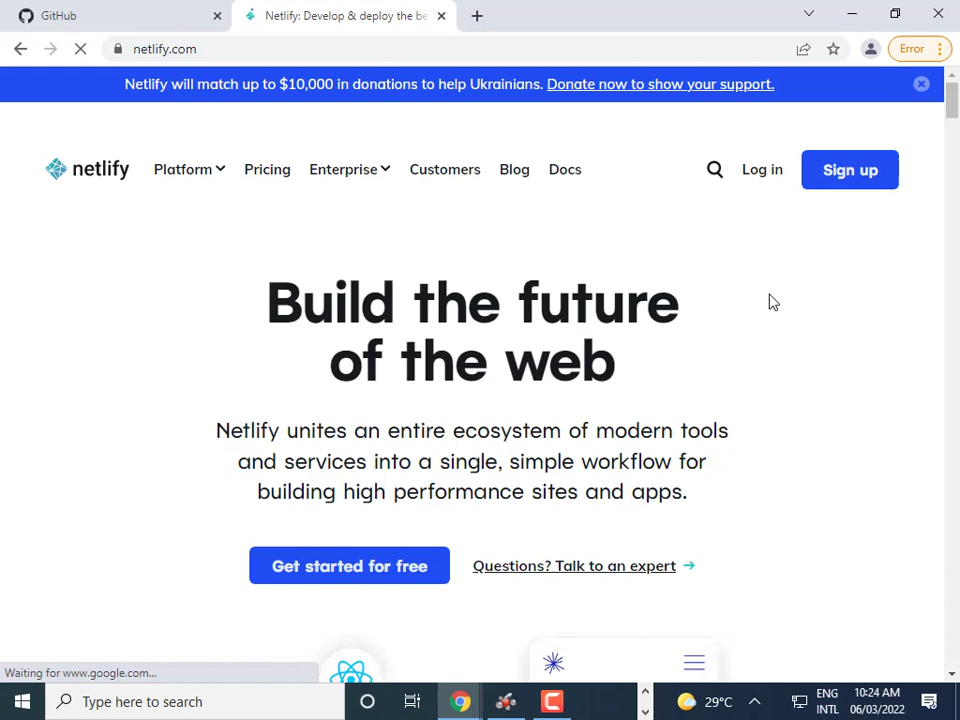 GitHub
Netlify: Develop & deploy the be
netlify.com
Error
Netlify will match up to $10,000 in donations to help Ukrainians. Donate now to show your support.
netlify
Platform
Pricing
Enterprise
Customers
Blog
Docs
Log in
Sign up
Build the future
of the web
Netlify unites an entire ecosystem of modern tools
and services into a single, simple workflow for
building high performance sites and apps.
Get started for free
Questions? Talk to an expert →
Waiting for www.google.com...
Type here to search
29°C
ENG
INTL
10:24 AM
06/03/2022